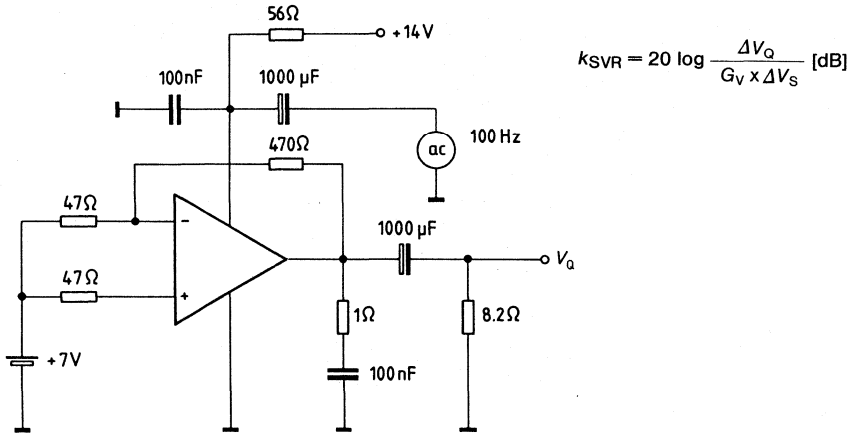 56Ω
+14V
100nF
1000 µF
k_SVR = 20 log ΔV_Q / G_V x ΔV_S [dB]
ac
100 Hz
470Ω
47Ω
-
1000 µF
V_Q
47Ω
+
1Ω
8.2Ω
+7V
100nF